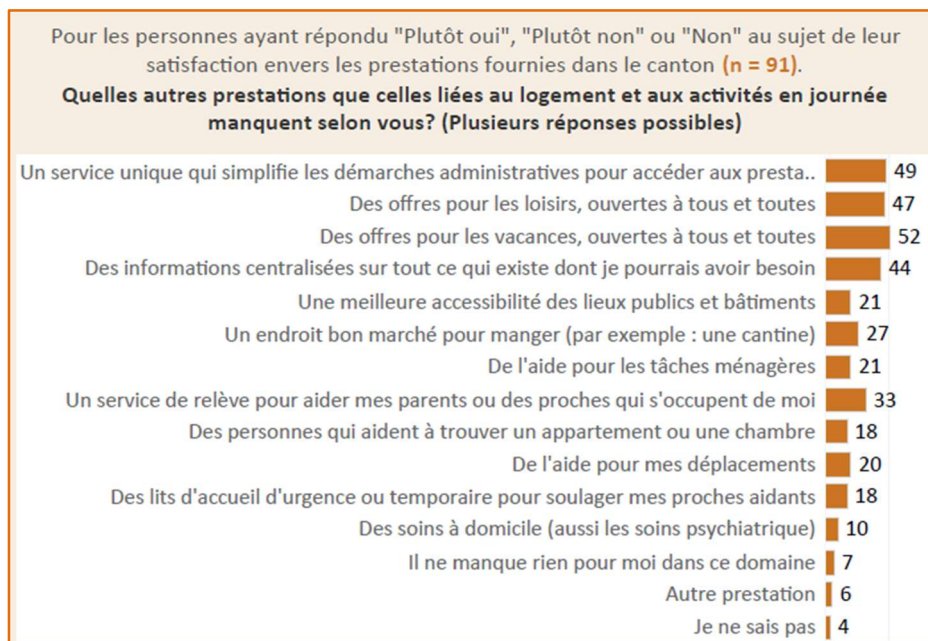 Pour les personnes ayant répondu "Plutôt oui", "Plutôt non" ou "Non" au sujet de leur
satisfaction envers les prestations fournies dans le canton (n = 91).
Quelles autres prestations que celles liées au logement et aux activités en journée
manquent selon vous? (Plusieurs réponses possibles)
Un service unique qui simplifie les démarches administratives pour accéder aux presta.. 49
Des offres pour les loisirs, ouvertes à tous et toutes 47
Des offres pour les vacances, ouvertes à tous et toutes 52
Des informations centralisées sur tout ce qui existe dont je pourrais avoir besoin 44
Une meilleure accessibilité des lieux publics et bâtiments 21
Un endroit bon marché pour manger (par exemple : une cantine) 27
De l'aide pour les tâches ménagères 21
Un service de relève pour aider mes parents ou des proches qui s'occupent de moi 33
Des personnes qui aident à trouver un appartement ou une chambre 18
De l'aide pour mes déplacements 20
Des lits d'accueil d'urgence ou temporaire pour soulager mes proches aidants 18
Des soins à domicile (aussi les soins psychiatrique) 10
Il ne manque rien pour moi dans ce domaine 7
Autre prestation 6
Je ne sais pas 4